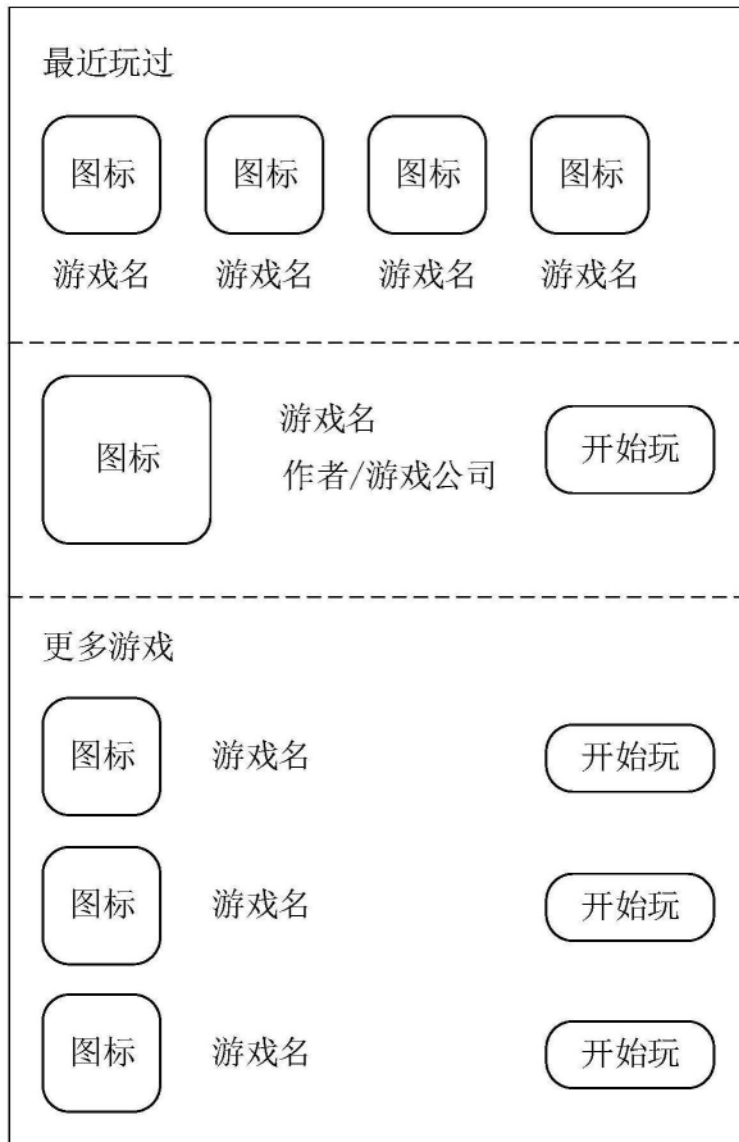 最近玩过
图标 图标 图标 图标
游戏名 游戏名 游戏名 游戏名
图标
游戏名
作者/游戏公司
开始玩
更多游戏
图标 游戏名 开始玩
图标 游戏名 开始玩
图标 游戏名 开始玩